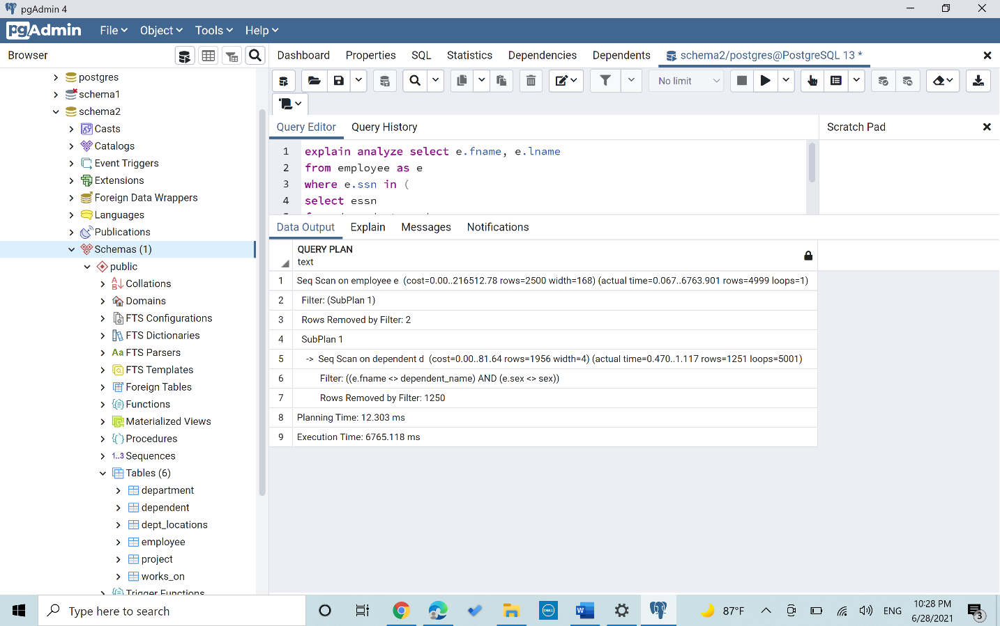 pgAdmin 4
pgAdmin File Object Tools Help
Browser
Dashboard Properties SQL Statistics Dependencies Dependents schema2/postgres@PostgreSQL 13 *
No limit
postgres
schema1
schema2
Casts
Catalogs
Event Triggers
Extensions
Foreign Data Wrappers
Languages
Publications
Schemas (1)
public
Collations
Domains
FTS Configurations
FTS Dictionaries
Aa FTS Parsers
FTS Templates
Foreign Tables
Functions
Materialized Views
Procedures
1..3 Sequences
Tables (6)
department
dependent
dept_locations
employee
project
works_on
Trigger Functions
Query Editor Query History
Scratch Pad
1 explain analyze select e.fname, e.lname
2 from employee as e
3 where e.ssn in (
4 select essn
Data Output Explain Messages Notifications
QUERY PLAN
text
1 Seq Scan on employee e (cost=0.00..216512.78 rows=2500 width=168) (actual time=0.067..6763.901 rows=4999 loops=1)
2 Filter: (SubPlan 1)
3 Rows Removed by Filter: 2
4 SubPlan 1
5 -> Seq Scan on dependent d (cost=0.00..81.64 rows=1956 width=4) (actual time=0.470..1.117 rows=1251 loops=5001)
6 Filter: ((e.fname <> dependent_name) AND (e.sex <> sex))
7 Rows Removed by Filter: 1250
8 Planning Time: 12.303 ms
9 Execution Time: 6765.118 ms
Type here to search
DELL
W
87°F
ENG
10:28 PM
6/28/2021
3